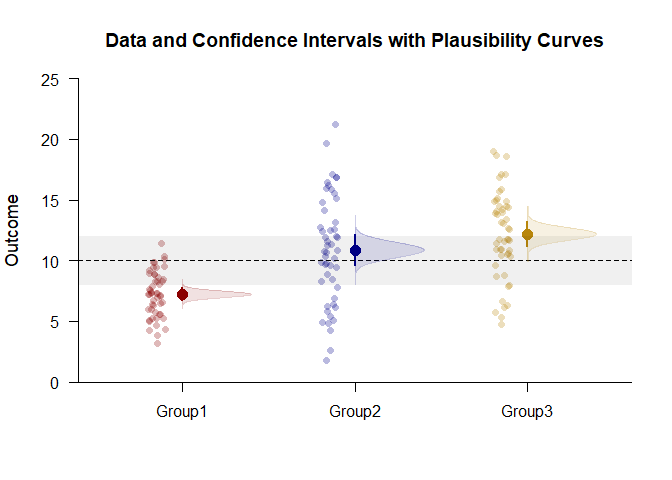 Data and Confidence Intervals with Plausibility Curves
Outcome
25
20
15
10
5
0
Group1 Group2 Group3